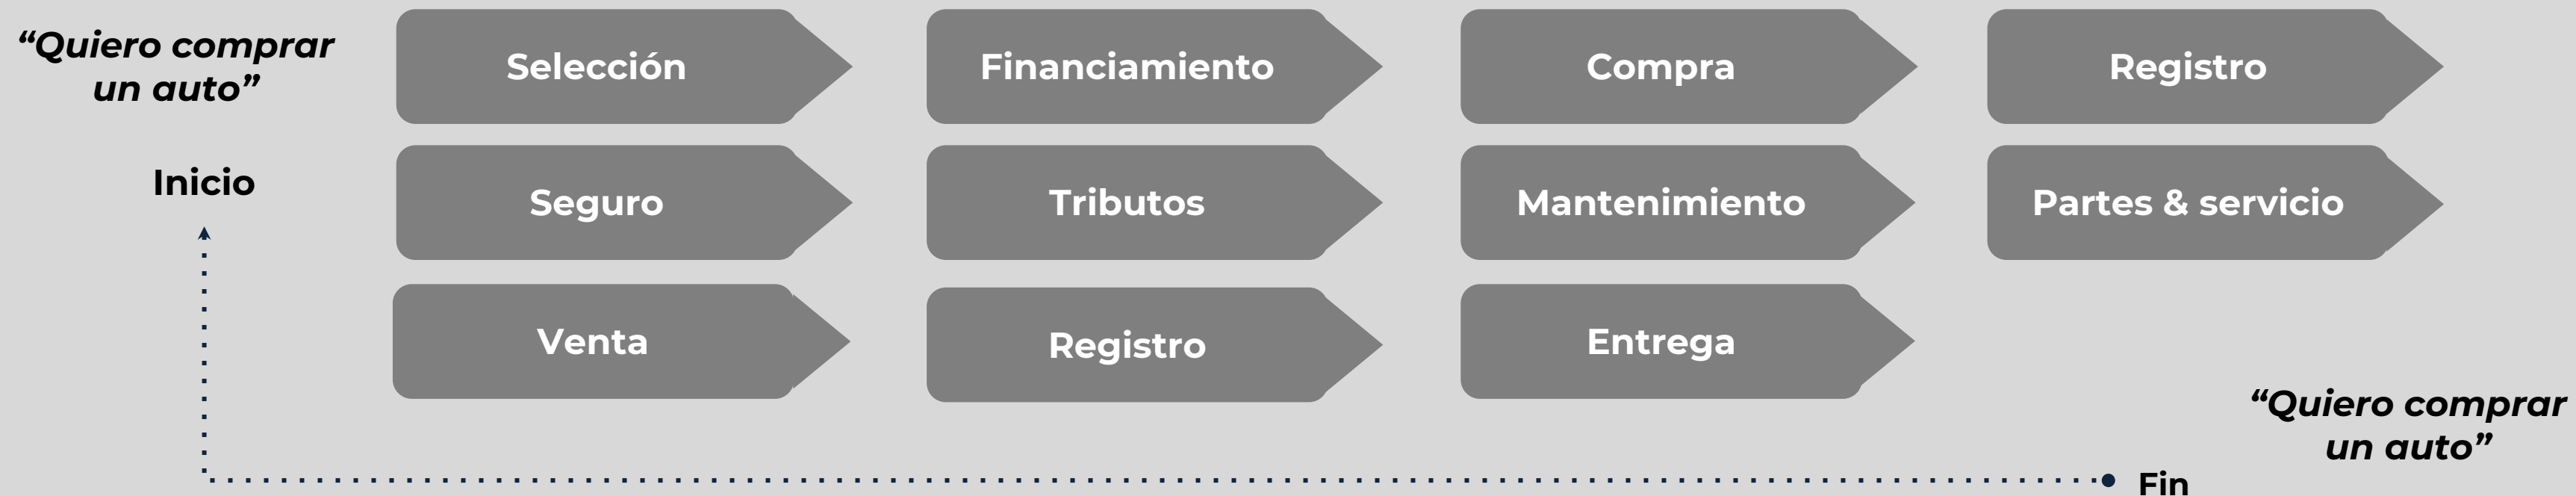 “Quiero comprar
un auto”
Selección
Financiamiento
Compra
Registro
Inicio
Seguro
Tributos
Mantenimiento
Partes & servicio
Venta
Registro
Entrega
“Quiero comprar
un auto”
Fin